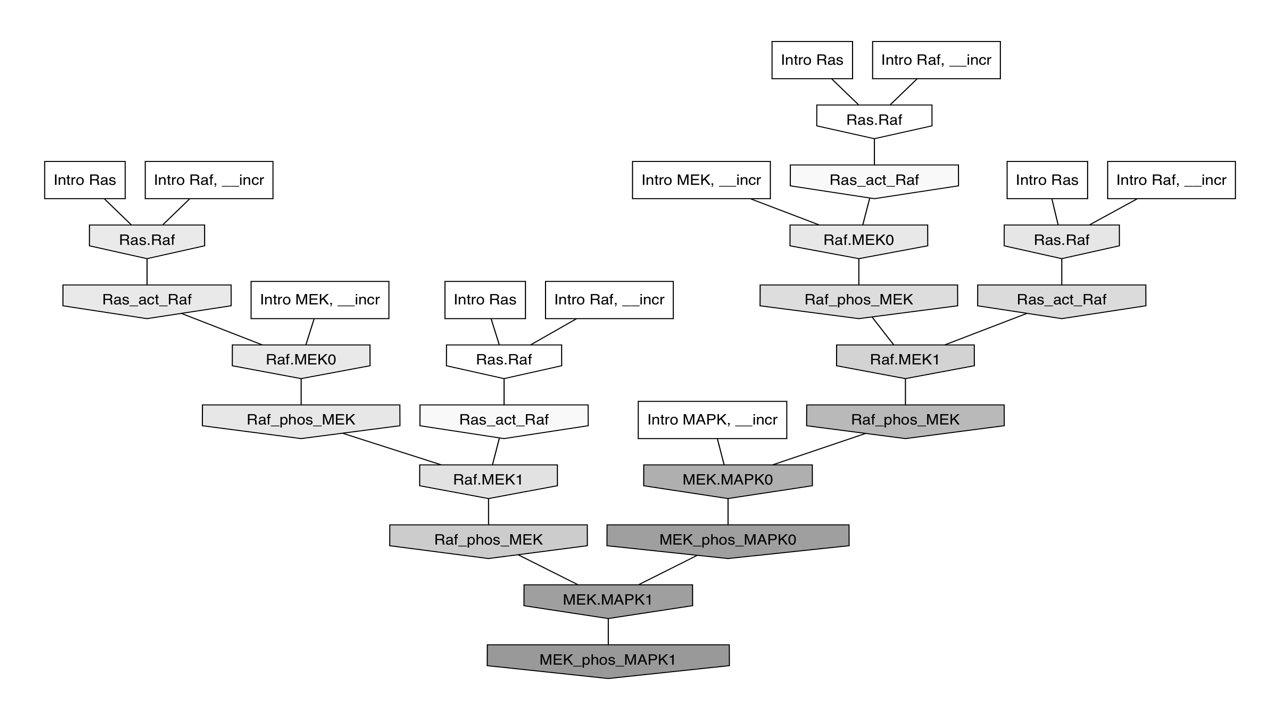 Intro Ras
Intro Raf, __incr
Ras.Raf
Intro Ras
Intro Raf, __incr
Intro MEK, __incr
Ras_act_Raf
Intro Ras
Intro Raf, __incr
Ras.Raf
Raf.MEK0
Ras.Raf
Ras_act_Raf
Intro MEK, __incr
Intro Ras
Intro Raf, __incr
Raf_phos_MEK
Ras_act_Raf
Raf.MEK0
Ras.Raf
Raf.MEK1
Raf_phos_MEK
Ras_act_Raf
Intro MAPK, __incr
Raf_phos_MEK
Raf.MEK1
MEK.MAPK0
Raf_phos_MEK
MEK_phos_MAPK0
MEK.MAPK1
MEK_phos_MAPK1